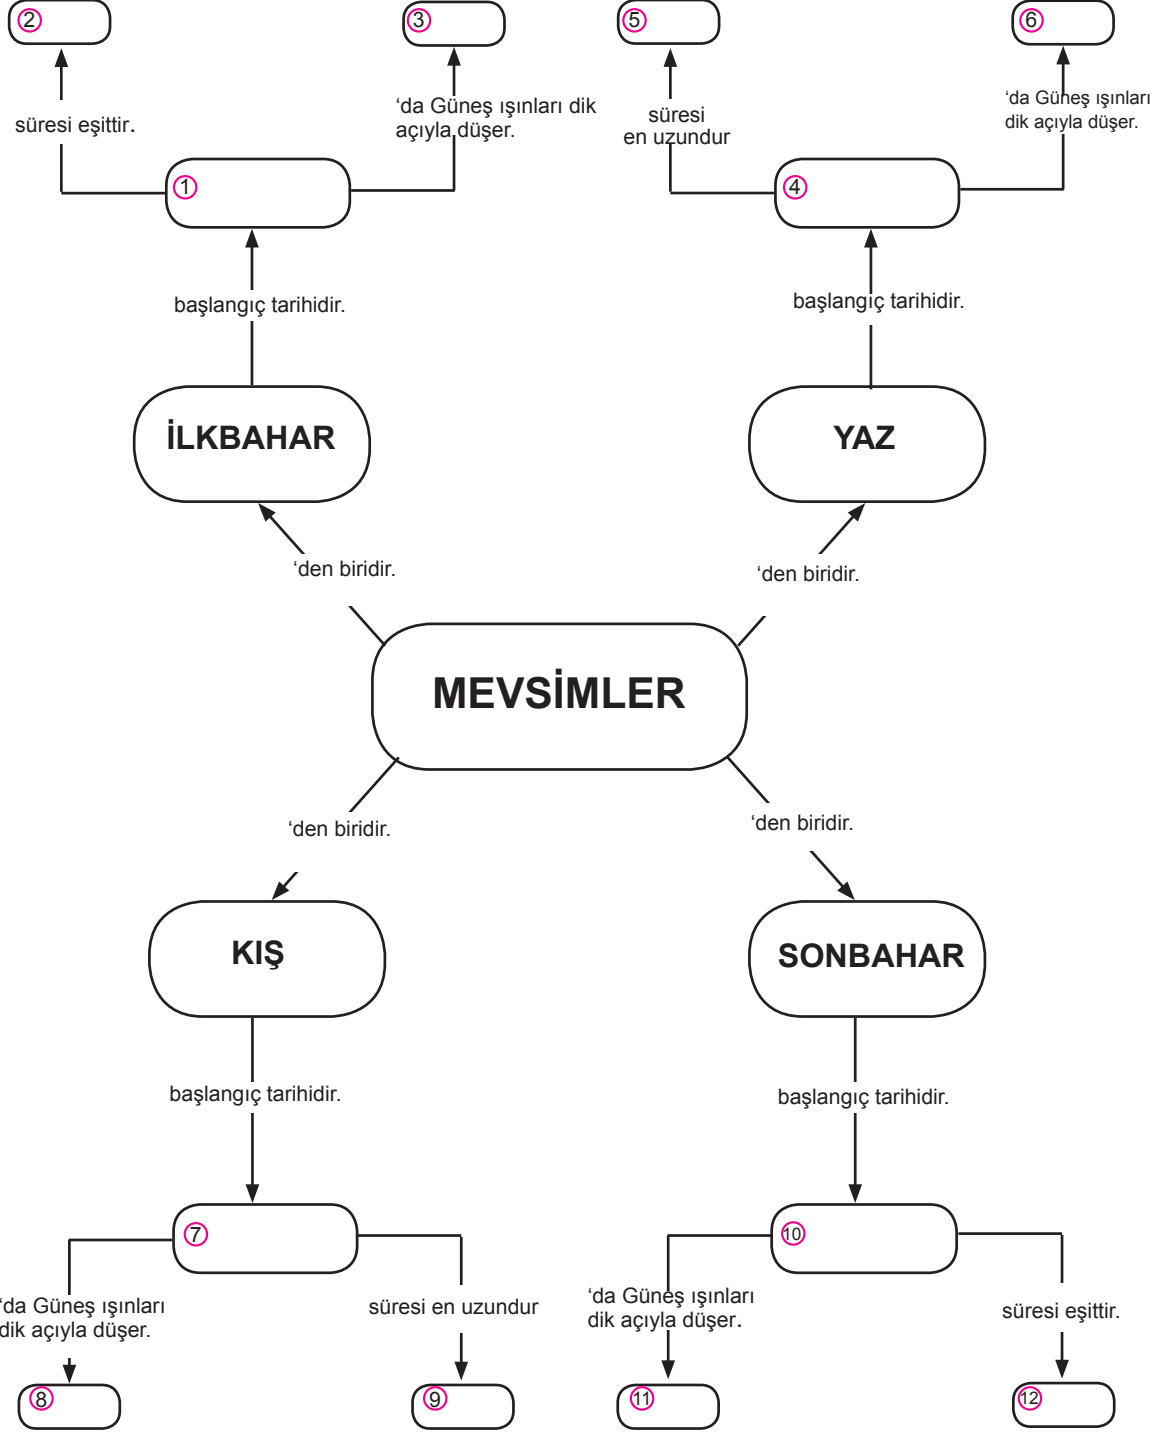 2
3
5
6
süresi eşittir.
‘da Güneş ışınları dik
açıyla düşer.
süresi
en uzundur
‘da Güneş ışınları
dik açıyla düşer.
1
4
başlangıç tarihidir.
başlangıç tarihidir.
İLKBAHAR
YAZ
‘den biridir.
‘den biridir.
MEVSİMLER
‘den biridir.
‘den biridir.
KIŞ
SONBAHAR
başlangıç tarihidir.
başlangıç tarihidir.
7
10
‘da Güneş ışınları
dik açıyla düşer.
süresi en uzundur
‘da Güneş ışınları
dik açıyla düşer.
süresi eşittir.
8
9
11
12